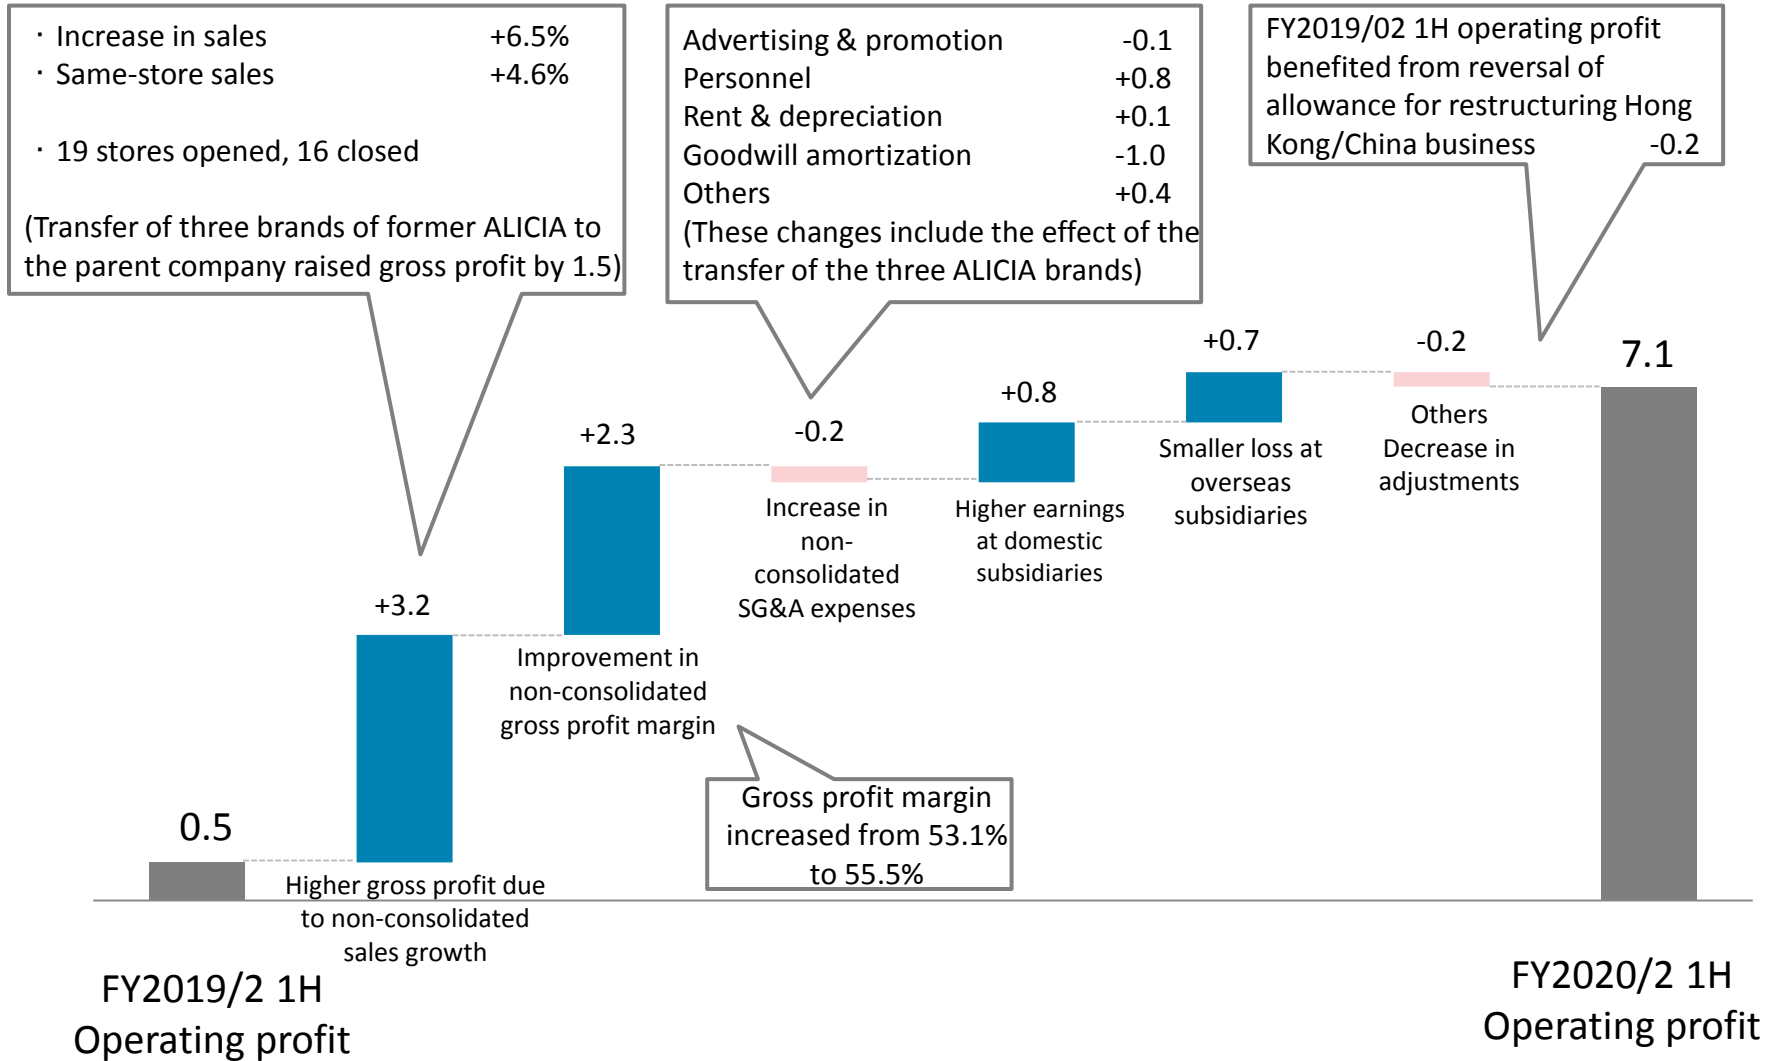 · Increase in sales +6.5%
· Same-store sales +4.6%
· 19 stores opened, 16 closed
(Transfer of three brands of former ALICIA to
the parent company raised gross profit by 1.5)
Advertising & promotion -0.1
Personnel +0.8
Rent & depreciation +0.1
Goodwill amortization -1.0
Others +0.4
(These changes include the effect of the
transfer of the three ALICIA brands)
FY2019/02 1H operating profit
benefited from reversal of
allowance for restructuring Hong
Kong/China business -0.2
0.5
+3.2
+2.3
-0.2
+0.8
+0.7
-0.2
7.1
Higher gross profit due
to non-consolidated
sales growth
Improvement in
non-consolidated
gross profit margin
Increase in
non-
consolidated
SG&A expenses
Higher earnings
at domestic
subsidiaries
Smaller loss at
overseas
subsidiaries
Others
Decrease in
adjustments
Gross profit margin
increased from 53.1%
to 55.5%
FY2019/2 1H
Operating profit
FY2020/2 1H
Operating profit